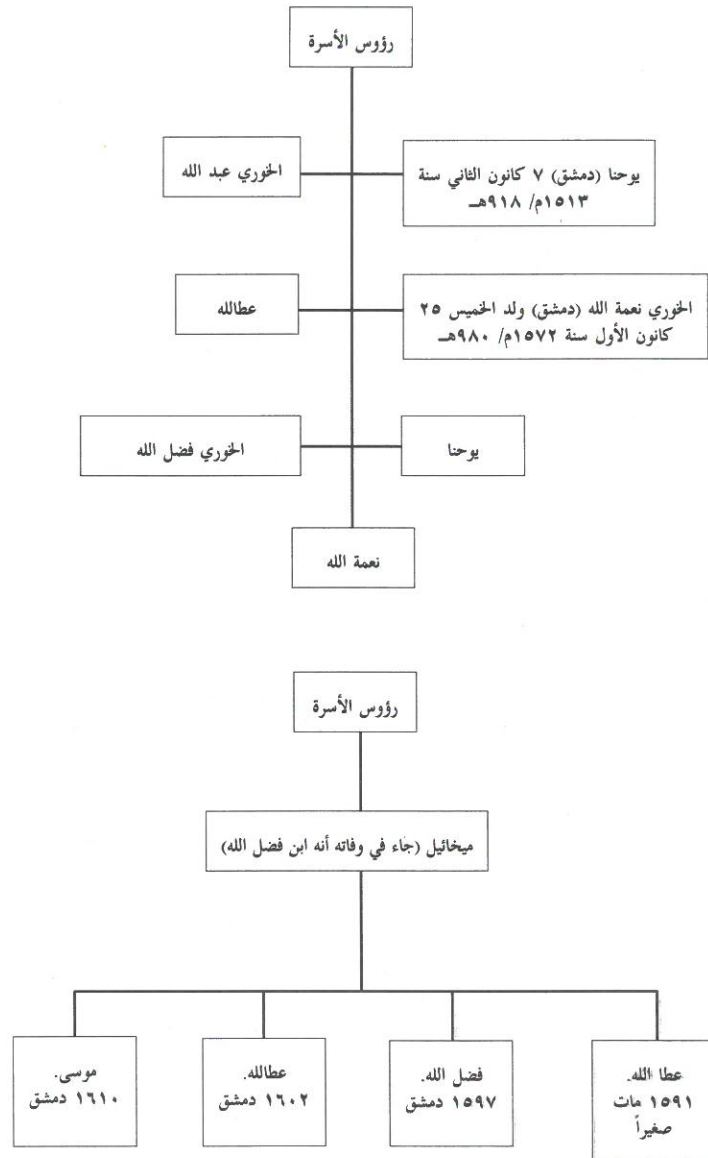 رؤوس الأسرة
يوحنا (دمشق) ٧ كانون الثاني سنة
١٥١٣م/ ٩١٨هــ
الخوري عبد الله
الخوري نعمة الله (دمشق) ولد الخميس ٢٥
كانون الأول سنة ١٥٧٢م/ ٩٨٠هــ
عطالله
يوحنا
الخوري فضل الله
نعمة الله
رؤوس الأسرة
ميخائيل (جاء في وفاته أنه ابن فضل الله)
عطا الله.
١٥٩١ مات
صغيراً
فضل الله.
١٥٩٧ دمشق
عطالله.
١٦٠٢ دمشق
موسى.
١٦١٠ دمشق